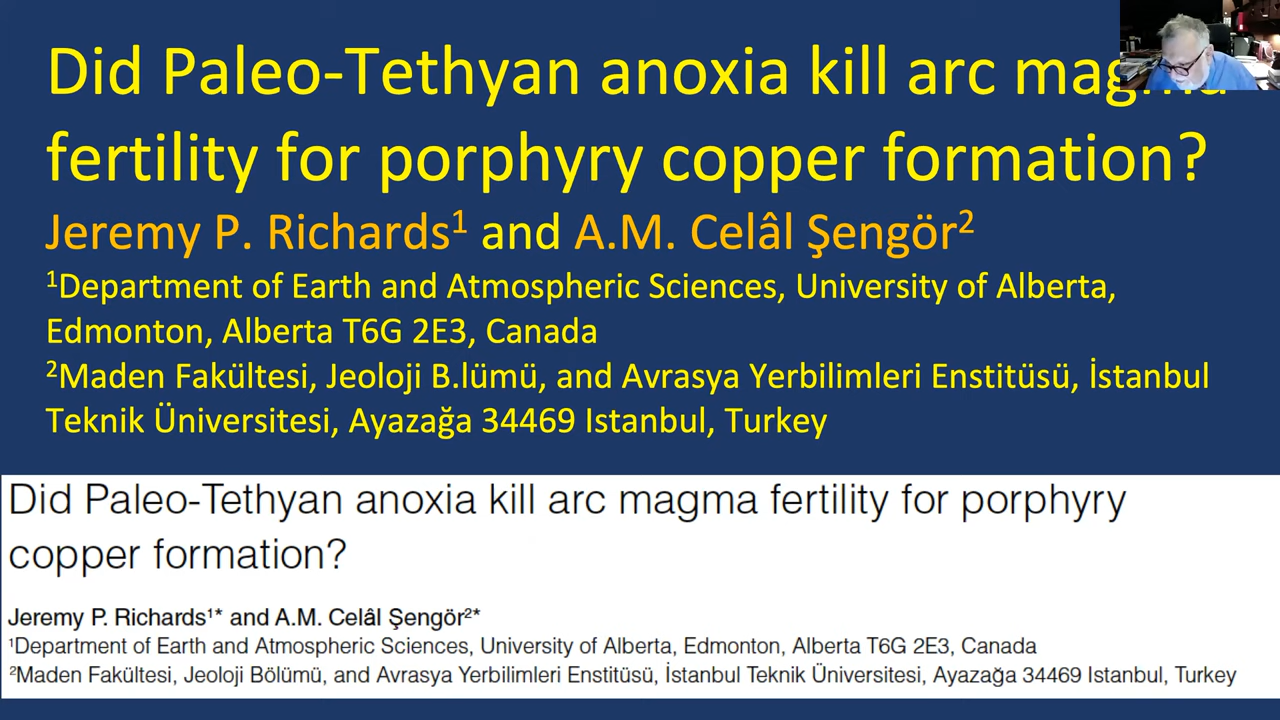 Did Paleo-Tethyan anoxia kill arc magma
fertility for porphyry copper formation?
Jeremy P. Richards¹ and A.M. Celâl Şengör²
¹Department of Earth and Atmospheric Sciences, University of Alberta,
Edmonton, Alberta T6G 2E3, Canada
²Maden Fakültesi, Jeoloji B.lümü, and Avrasya Yerbilimleri Enstitüsü, İstanbul
Teknik Üniversitesi, Ayazağa 34469 Istanbul, Turkey
Did Paleo-Tethyan anoxia kill arc magma fertility for porphyry
copper formation?
Jeremy P. Richards¹* and A.M. Celâl Şengör²*
¹Department of Earth and Atmospheric Sciences, University of Alberta, Edmonton, Alberta T6G 2E3, Canada
²Maden Fakültesi, Jeoloji Bölümü, and Avrasya Yerbilimleri Enstitüsü, İstanbul Teknik Üniversitesi, Ayazağa 34469 Istanbul, Turkey